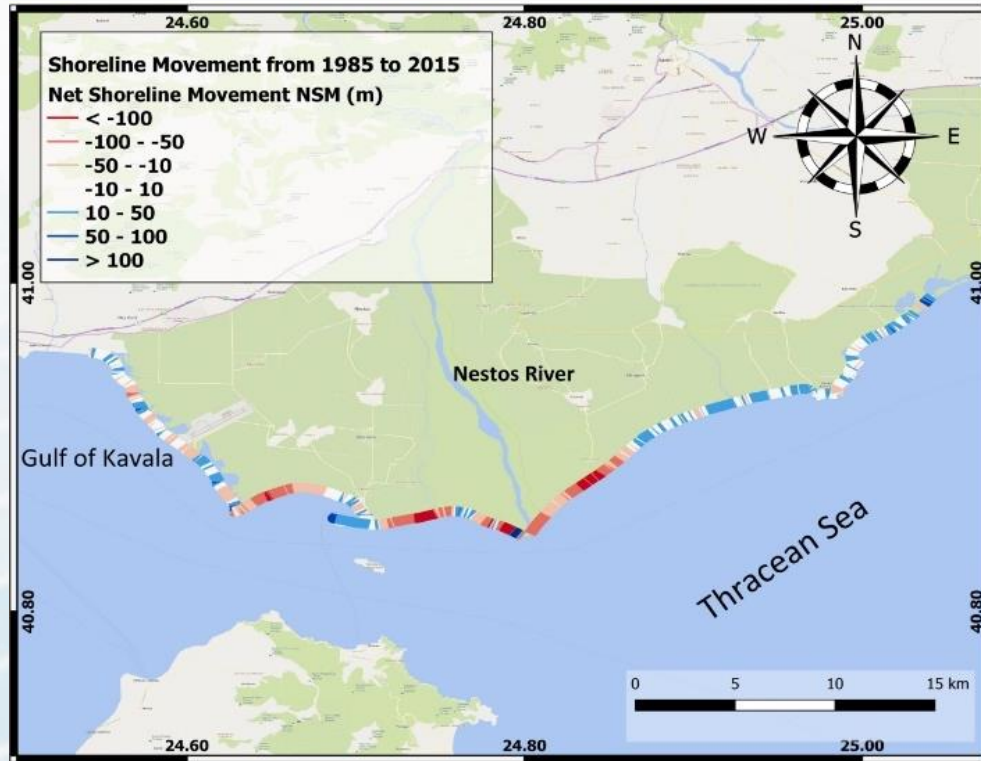 24.60
24.80
25.00
Shoreline Movement from 1985 to 2015
Net Shoreline Movement NSM (m)
< -100
-100 - -50
-50 - -10
-10 - 10
10 - 50
50 - 100
> 100
N
W
E
S
41.00
41.00
Nestos River
Gulf of Kavala
Thracean Sea
40.80
40.80
0 5 10 15 km
24.60
24.80
25.00